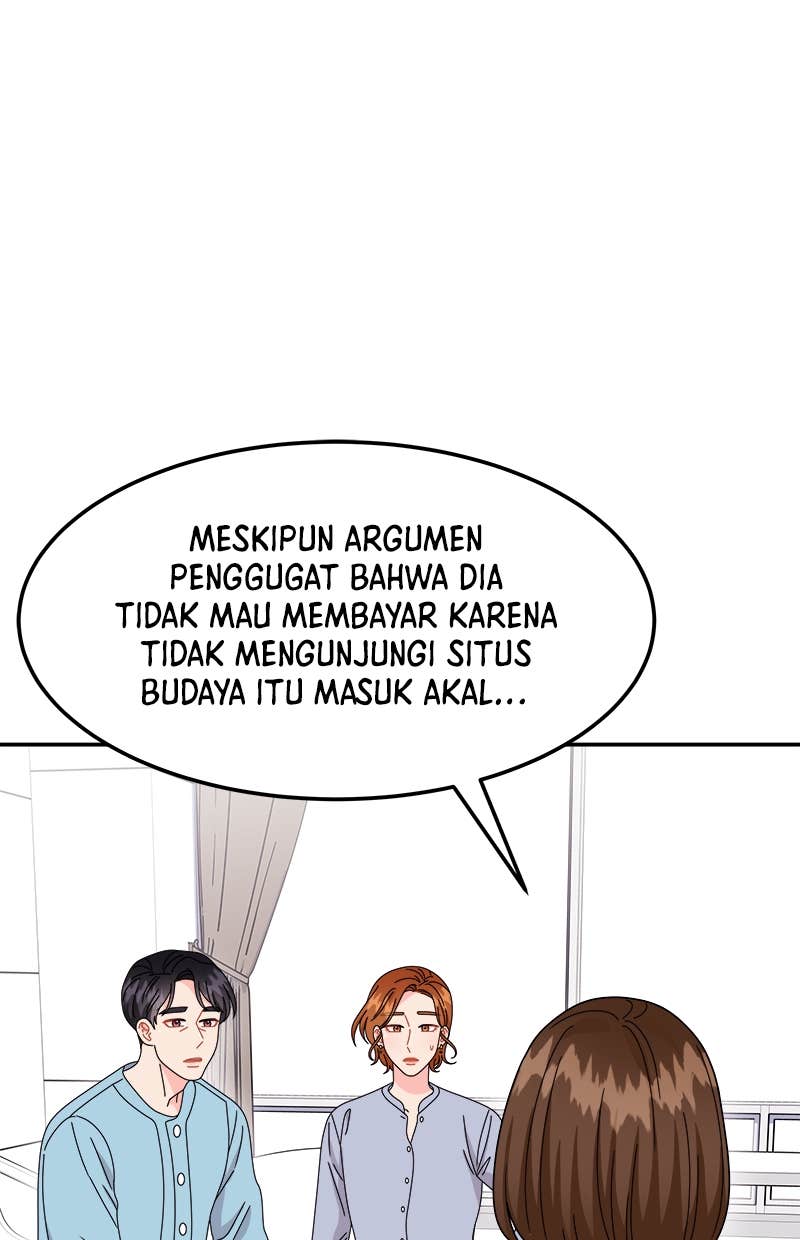 MESKIPUN ARGUMEN
PENGGUGAT BAHWA DIA
TIDAK MAU MEMBAYAR KARENA
TIDAK MENGUNJUNGI SITUS
BUDAYA ITU MASUK AKAL...